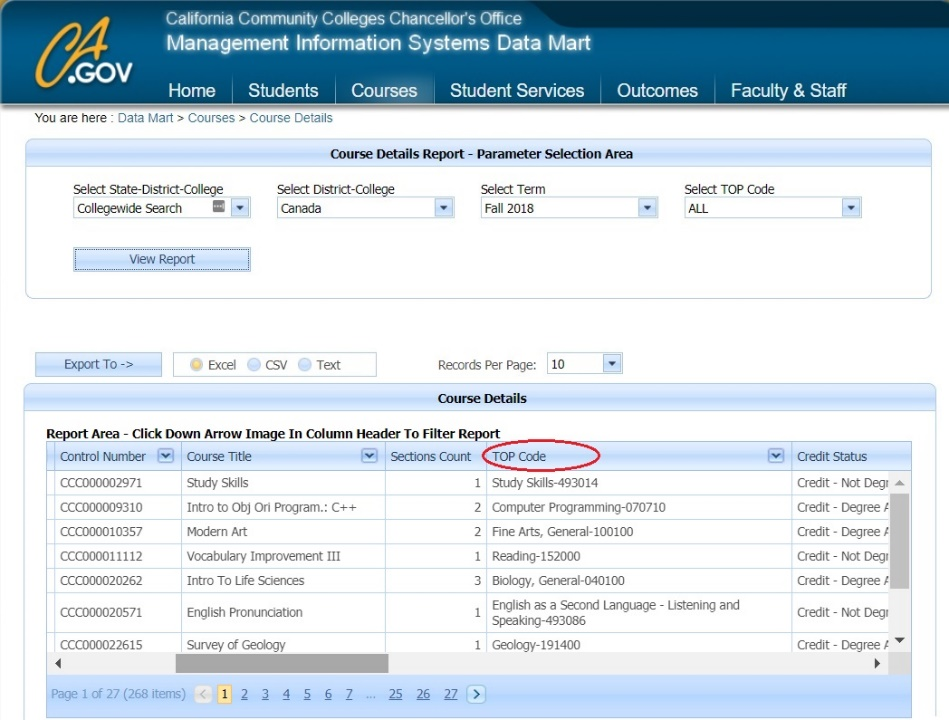 California Community Colleges Chancellor's Office
CA.GOV
Management Information Systems Data Mart
Home Students Courses Student Services Outcomes Faculty & Staff
You are here : Data Mart > Courses > Course Details
Course Details Report - Parameter Selection Area
Select State-District-College Select District-College Select Term Select TOP Code
Collegewide Search Canada Fall 2018 ALL
View Report
Export To -> Excel CSV Text Records Per Page: 10
Course Details
Report Area - Click Down Arrow Image In Column Header To Filter Report
Control Number Course Title Sections Count TOP Code Credit Status
CCC000002971 Study Skills 1 Study Skills-493014 Credit - Not Degr
CCC000009310 Intro to Obj Ori Program.: C++ 2 Computer Programming-070710 Credit - Degree A
CCC000010357 Modern Art 2 Fine Arts, General-100100 Credit - Degree A
CCC000011112 Vocabulary Improvement III 1 Reading-152000 Credit - Not Degr
CCC000020262 Intro To Life Sciences 3 Biology, General-040100 Credit - Degree A
CCC000020571 English Pronunciation 1 English as a Second Language - Listening and Credit - Not Degr
Speaking-493086
CCC000022615 Survey of Geology 1 Geology-191400 Credit - Degree A
Page 1 of 27 (268 items) < 1 2 3 4 5 6 7 ... 25 26 27 >